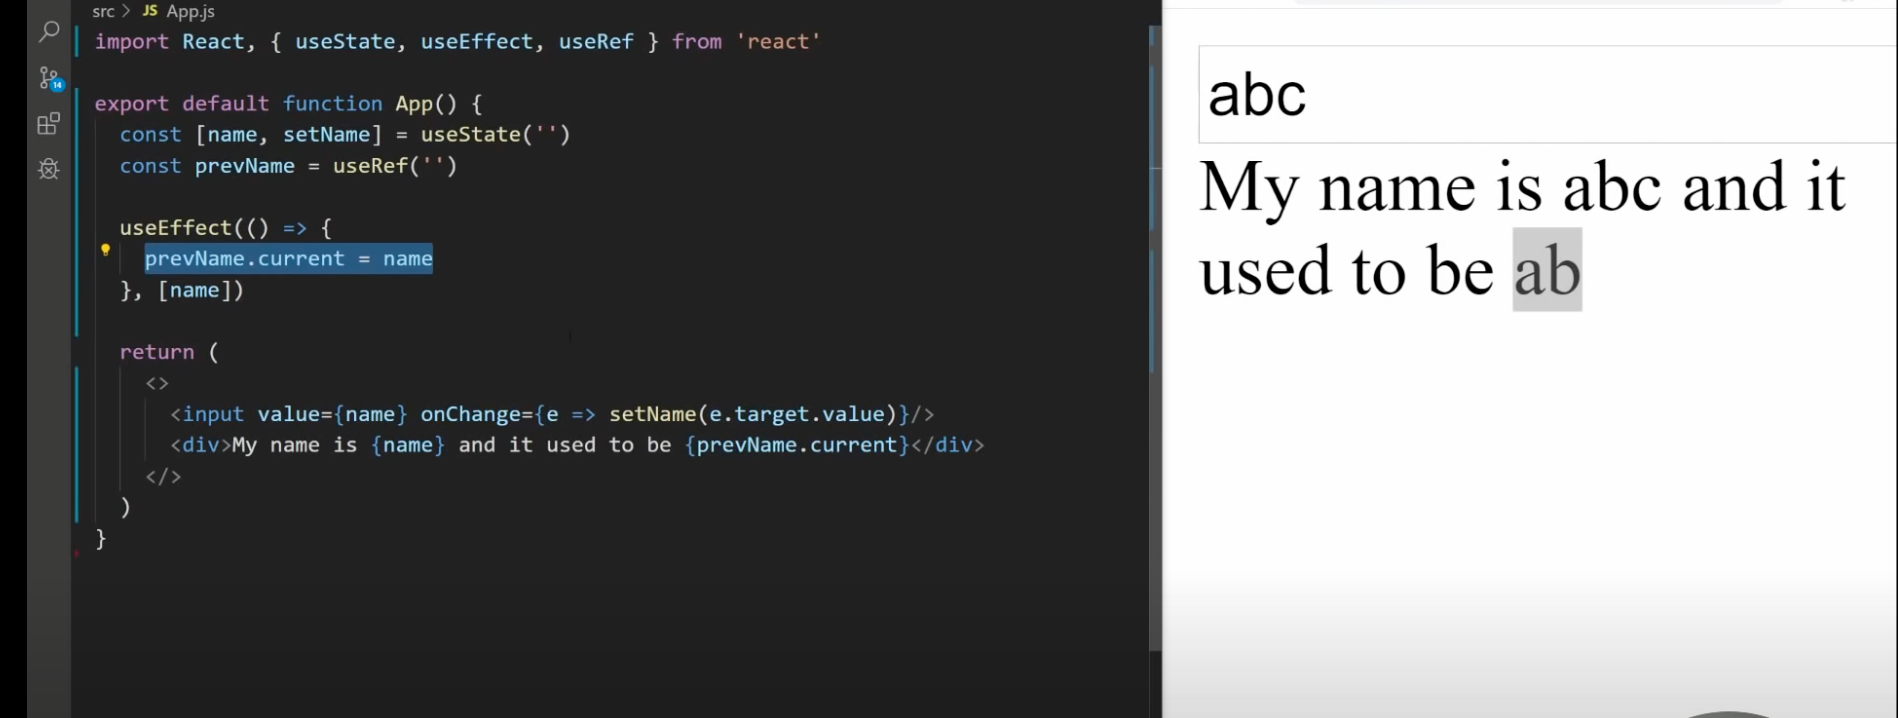 src > JS App.js
import React, { useState, useEffect, useRef } from 'react'
export default function App() {
const [name, setName] = useState('')
const prevName = useRef('')
useEffect(() => {
prevName.current = name
}, [name])
return (
<>
<input value={name} onChange={e => setName(e.target.value)}/>
<div>My name is {name} and it used to be {prevName.current}</div>
</>
)
}
14
abc
My name is abc and it
used to be ab